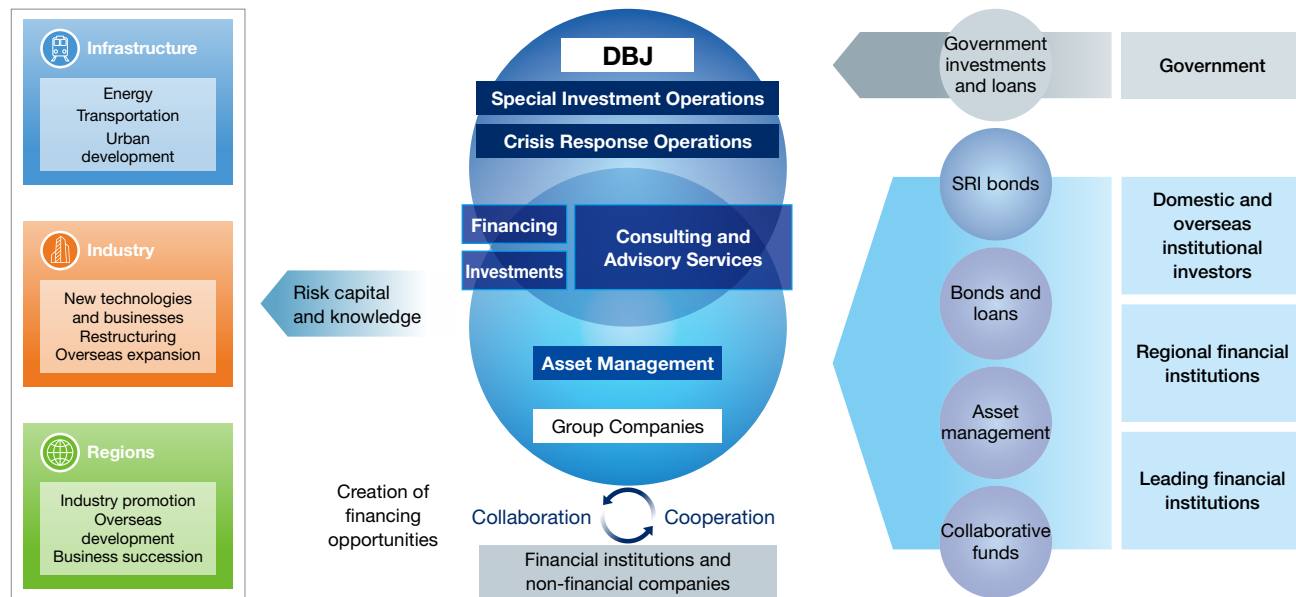 Infrastructure
Energy
Transportation
Urban
development
Industry
New technologies
and businesses
Restructuring
Overseas expansion
Regions
Industry promotion
Overseas
development
Business succession
Risk capital
and knowledge
Creation of
financing
opportunities
DBJ
Special Investment Operations
Crisis Response Operations
Financing
Investments
Consulting and
Advisory Services
Asset Management
Group Companies
Collaboration
Cooperation
Financial institutions and
non-financial companies
Government
investments
and loans
SRI bonds
Bonds and
loans
Asset
management
Collaborative
funds
Government
Domestic and
overseas
institutional
investors
Regional financial
institutions
Leading financial
institutions